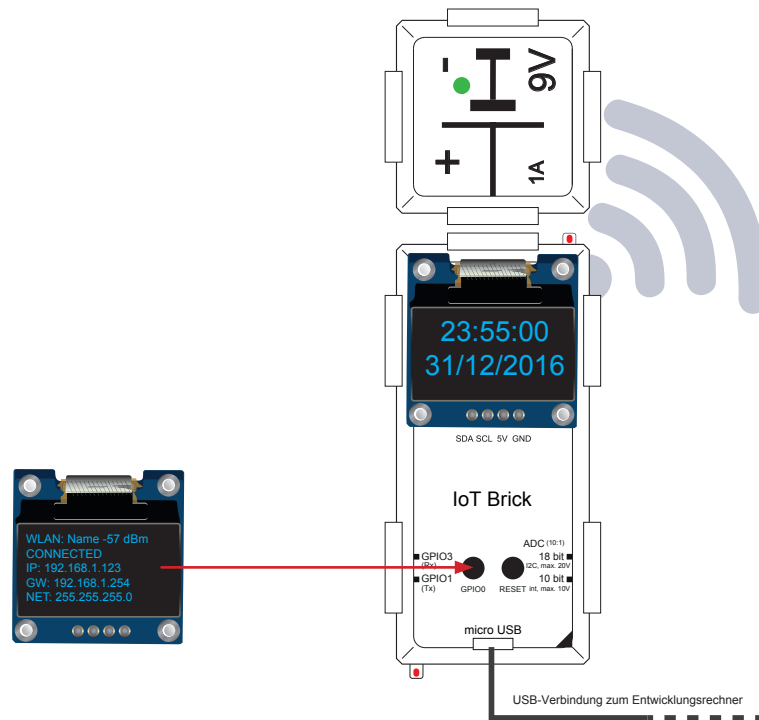 -
9V
+
1A
23:55:00
31/12/2016
SDA SCL 5V GND
IoT Brick
WLAN: Name -57 dBm
CONNECTED
IP: 192.168.1.123
GW: 192.168.1.254
NET: 255.255.255.0
ADC (10:1)
GPIO3
(Rx)
18 bit
I2C, max. 20V
GPIO1
(Tx)
10 bit
int, max. 10V
GPIO0
RESET
micro USB
USB-Verbindung zum Entwicklungsrechner